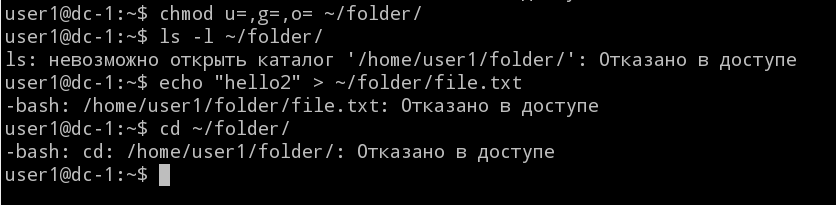 user1@dc-1:~$ chmod u=,g=,o= ~/folder/
user1@dc-1:~$ ls -l ~/folder/
ls: невозможно открыть каталог '/home/user1/folder/': Отказано в доступе
user1@dc-1:~$ echo "hello2" > ~/folder/file.txt
-bash: /home/user1/folder/file.txt: Отказано в доступе
user1@dc-1:~$ cd ~/folder/
-bash: cd: /home/user1/folder/: Отказано в доступе
user1@dc-1:~$